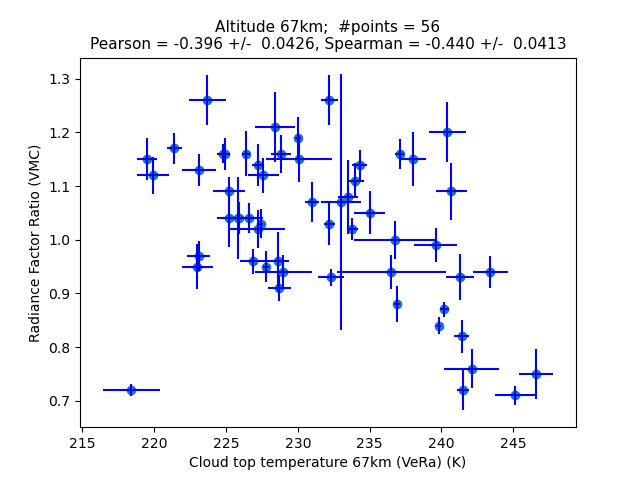 Altitude 67km;  #points = 56
Pearson = -0.396 +/-  0.0426, Spearman = -0.440 +/-  0.0413
Radiance Factor Ratio (VMC)
1.3
1.2
1.1
1.0
0.9
0.8
0.7
215 220 225 230 235 240 245
Cloud top temperature 67km (VeRa) (K)